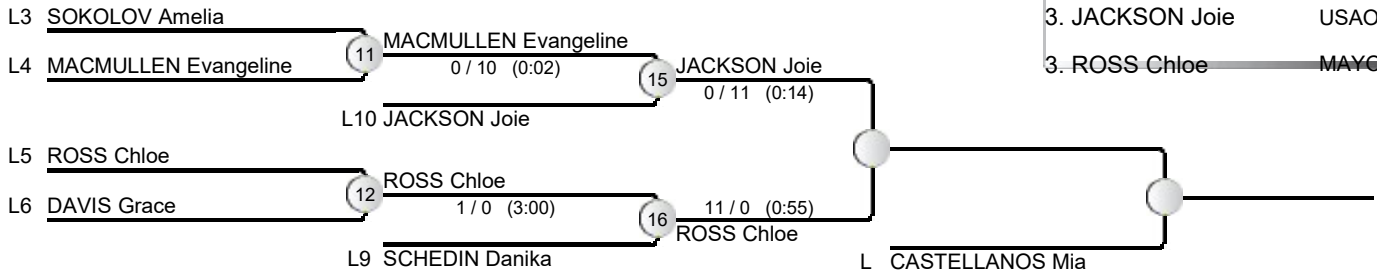 L3 SOKOLOV Amelia
3. JACKSON Joie USAO
11 MACMULLEN Evangeline
L4 MACMULLEN Evangeline
0 / 10 (0:02)
15 JACKSON Joie
3. ROSS Chloe MAYO
0 / 11 (0:14)
L10 JACKSON Joie
L5 ROSS Chloe
12 ROSS Chloe
L6 DAVIS Grace
1 / 0 (3:00)
16
11 / 0 (0:55)
ROSS Chloe
L9 SCHEDIN Danika
L CASTELLANOS Mia